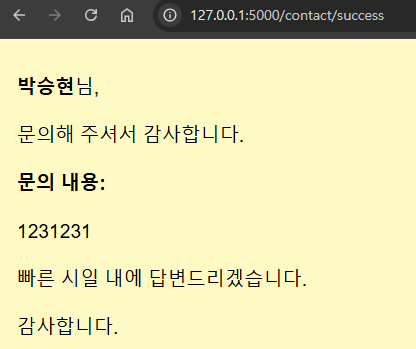 127.0.0.1:5000/contact/success
박승현님,
문의해 주셔서 감사합니다.
문의 내용:
1231231
빠른 시일 내에 답변드리겠습니다.
감사합니다.